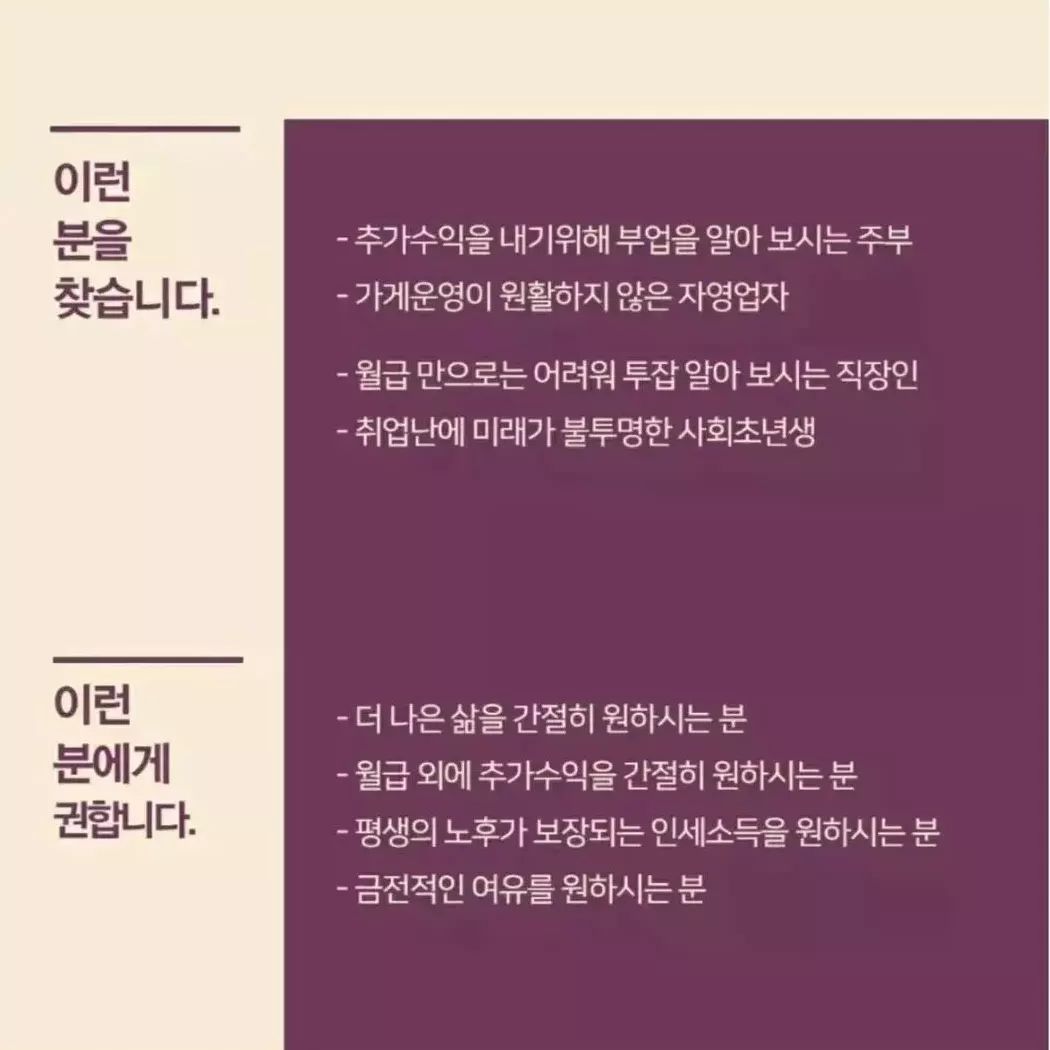 이런
분을
찾습니다.
- 추가수익을 내기위해 부업을 알아 보시는 주부
- 가게운영이 원활하지 않은 자영업자
- 월급 만으로는 어려워 투잡 알아 보시는 직장인
- 취업난에 미래가 불투명한 사회초년생
이런
분에게
권합니다.
- 더 나은 삶을 간절히 원하시는 분
- 월급 외에 추가수익을 간절히 원하시는 분
- 평생의 노후가 보장되는 인세소득을 원하시는 분
- 금전적인 여유를 원하시는 분